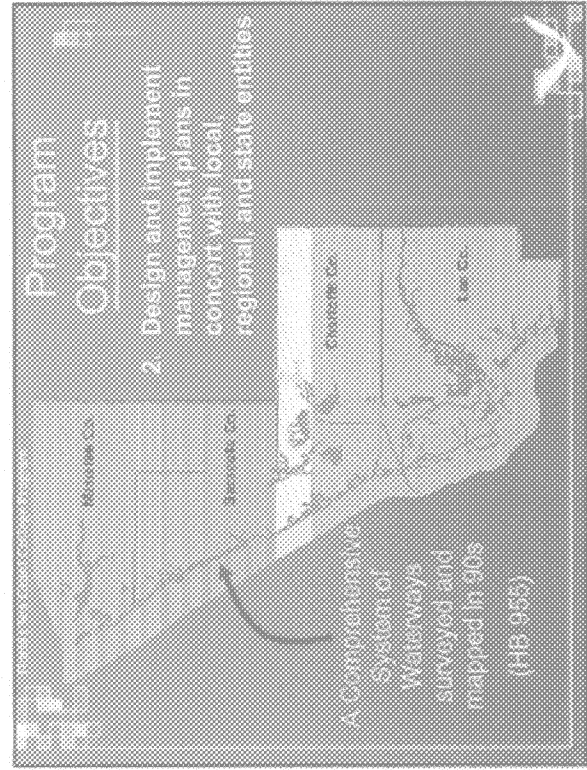 Program
Objectives
2. Design and implement
management plans in
concert with local,
regional, and state entities
Manatee Co.
Sarasota Co.
Charlotte Co.
Lee Co.
A Comprehensive
System of
Waterways
surveyed and
mapped in 90s
(HB 955)